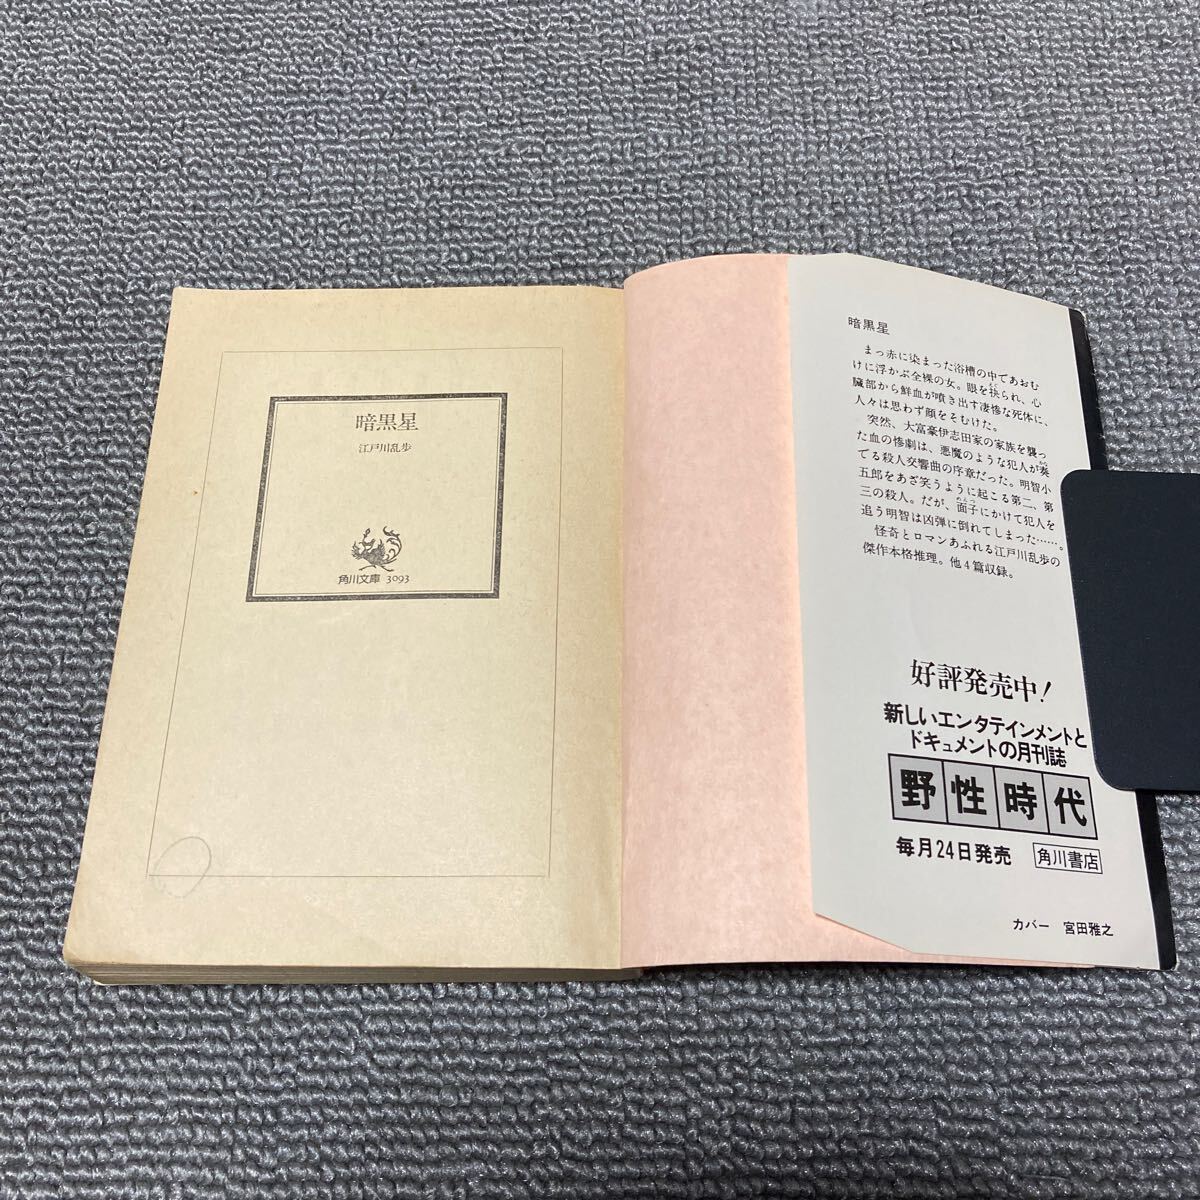 暗黒星
江戸川乱歩
角川文庫 3093
暗黒星
まっ赤に染まった浴槽の中であおむ
けに浮かぶ全裸の女。眼を抉られ、心
臓部から鮮血が噴き出す凄惨な死体に、
人々は思わず顔をそむけた。
突然、大富豪伊志田家の家族を襲っ
た血の惨劇は、悪魔のような犯人が奏
でる殺人交響曲の序章だった。明智小
五郎をあざ笑うように起こる第二、第
三の殺人。だが、面子にかけて犯人を
追う明智は凶弾に倒れてしまった……。
怪奇とロマンあふれる江戸川乱歩の
傑作本格推理。他4篇収録。
好評発売中!
新しいエンタテインメントと
ドキュメントの月刊誌
野性時代
毎月24日発売 角川書店
カバー 宮田雅之